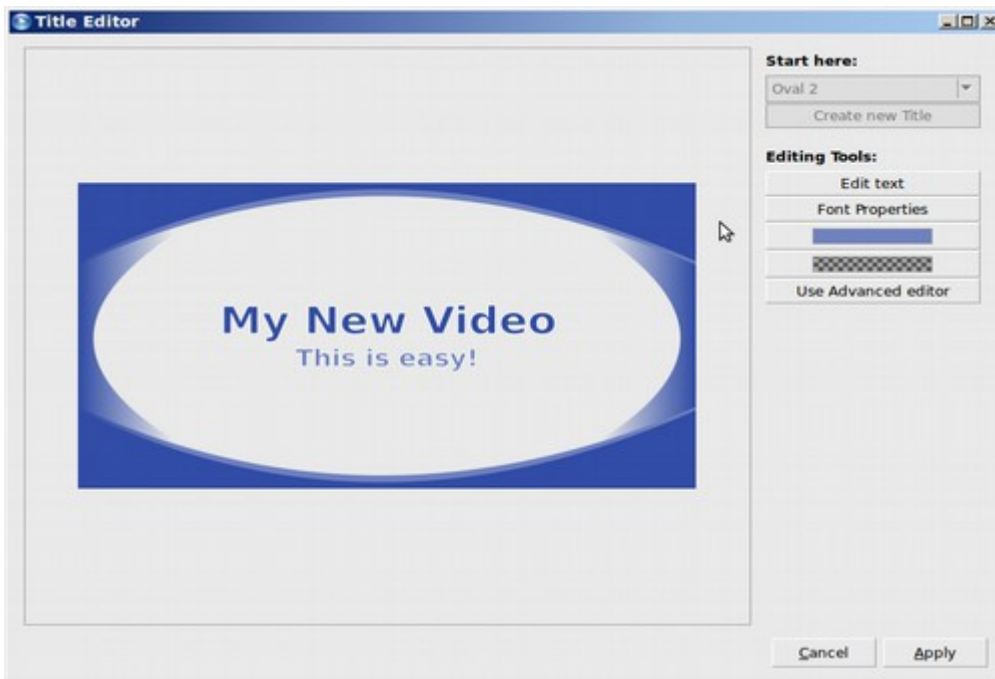 Title Editor
Start here:
Oval 2
Create new Title
Editing Tools:
Edit text
Font Properties
Use Advanced editor
My New Video
This is easy!
Cancel
Apply